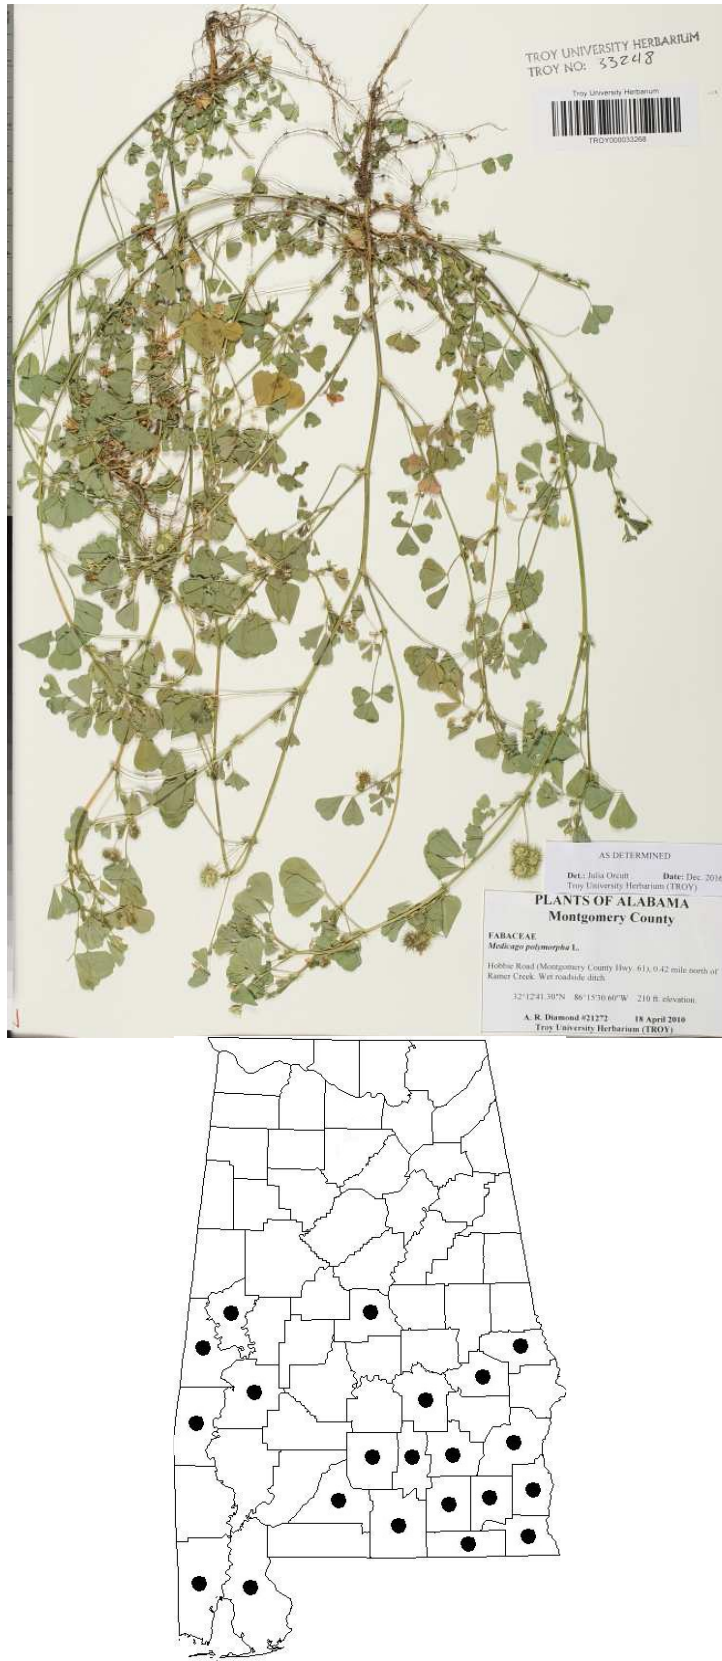 TROY UNIVERSITY HERBARIUM
TROY NO: 33248
Troy University Herbarium
TROY000033268
AS DETERMINED
Det.: Julia Orcutt Date: Dec. 2016
Troy University Herbarium (TROY)
PLANTS OF ALABAMA
Montgomery County
FABACEAE
Medicago polymorpha L.
Hobbie Road (Montgomery County Hwy. 61), 0.42 mile north of
Ramer Creek. Wet roadside ditch.
32°12'41.30"N 86°15'30.60"W 210 ft. elevation
A. R. Diamond #21272 18 April 2010
Troy University Herbarium (TROY)